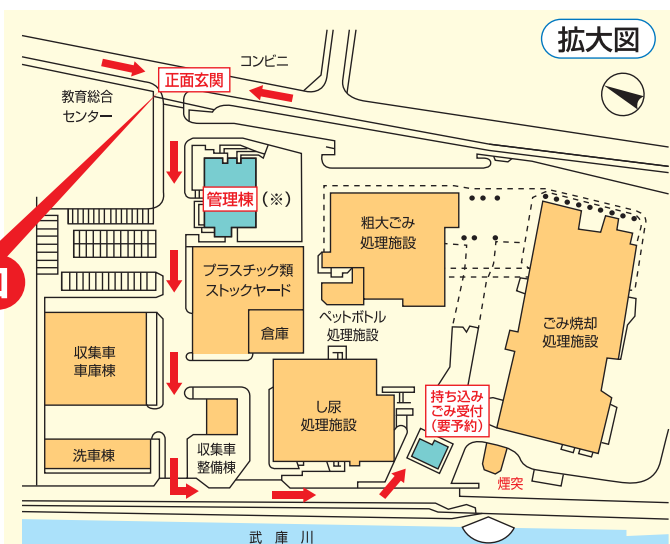 拡大図
コンビニ
正面玄関
教育総合
センター
管理棟(※)
粗大ごみ
処理施設
プラスチック類
ストックヤード
倉庫
ペットボトル
処理施設
ごみ焼却
処理施設
収集車
車庫棟
し尿
処理施設
持ち込み
ごみ受付
(要予約)
洗車棟
収集車
整備棟
煙突
武庫川